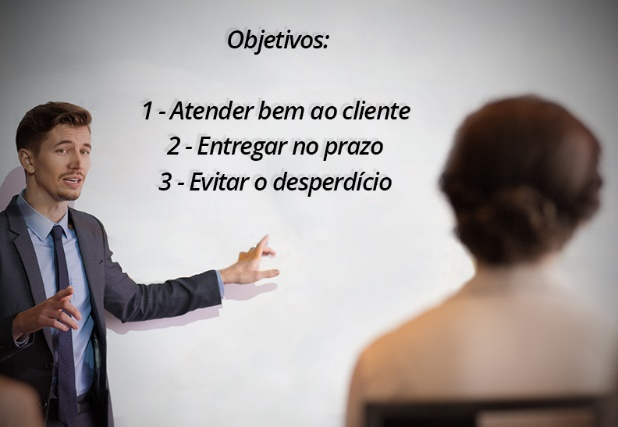 Objetivos:
1 - Atender bem ao cliente
2 - Entregar no prazo
3 - Evitar o desperdício